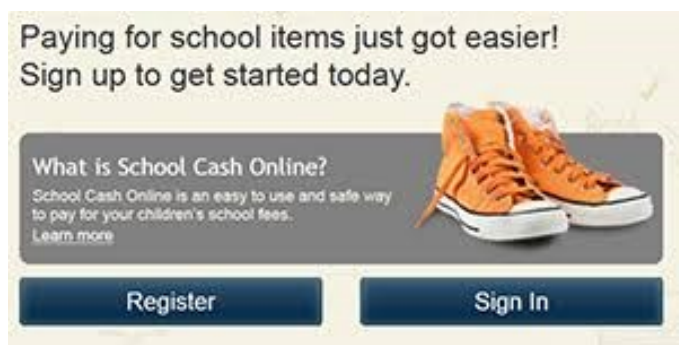 Paying for school items just got easier!
Sign up to get started today.
What is School Cash Online?
School Cash Online is an easy to use and safe way
to pay for your children's school fees.
Learn more
Register
Sign In